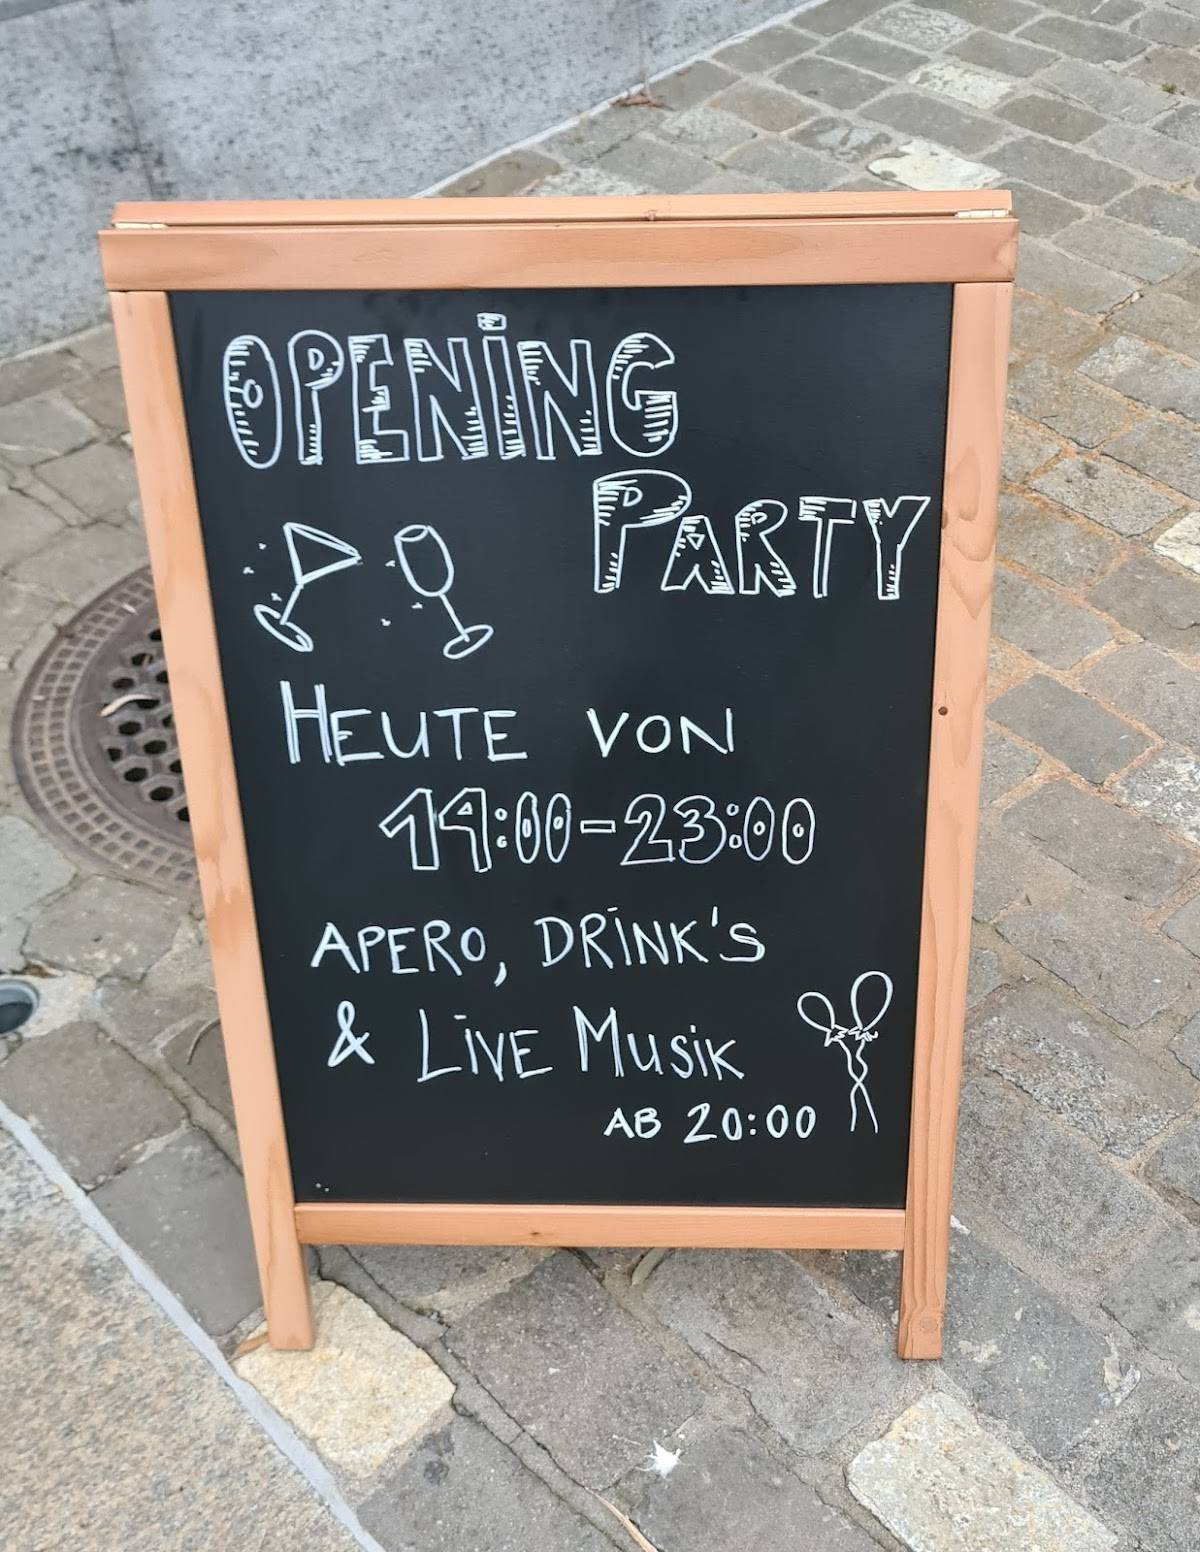 OPENING
PARTY
HEUTE VON
14:00-23:00
APERO, DRINK'S
& LIVE MUSIK
AB 20:00